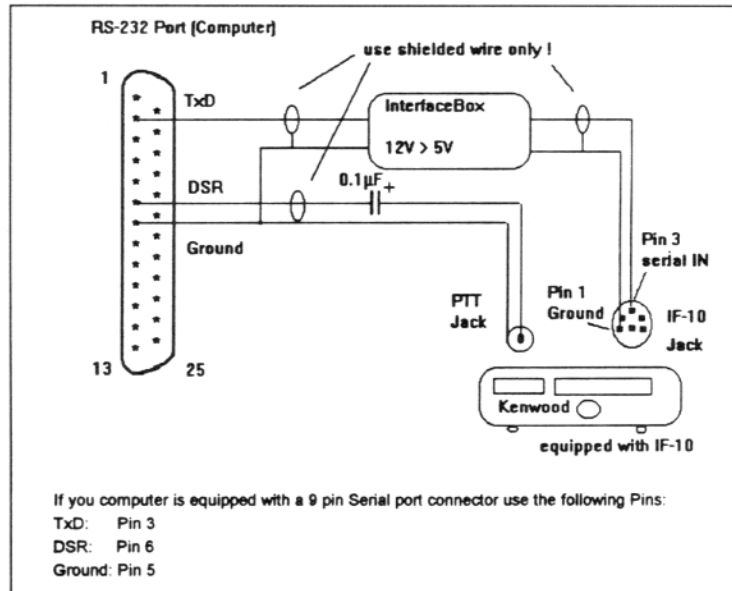 RS-232 Port (Computer)
use shielded wire only !
1
TxD
InterfaceBox
12V > 5V
DSR
0.1µF +
Ground
Pin 3
serial IN
Pin 1
Ground
PTT
Jack
IF-10
Jack
13 25
Kenwood
equipped with IF-10
If you computer is equipped with a 9 pin Serial port connector use the following Pins:
TxD: Pin 3
DSR: Pin 6
Ground: Pin 5